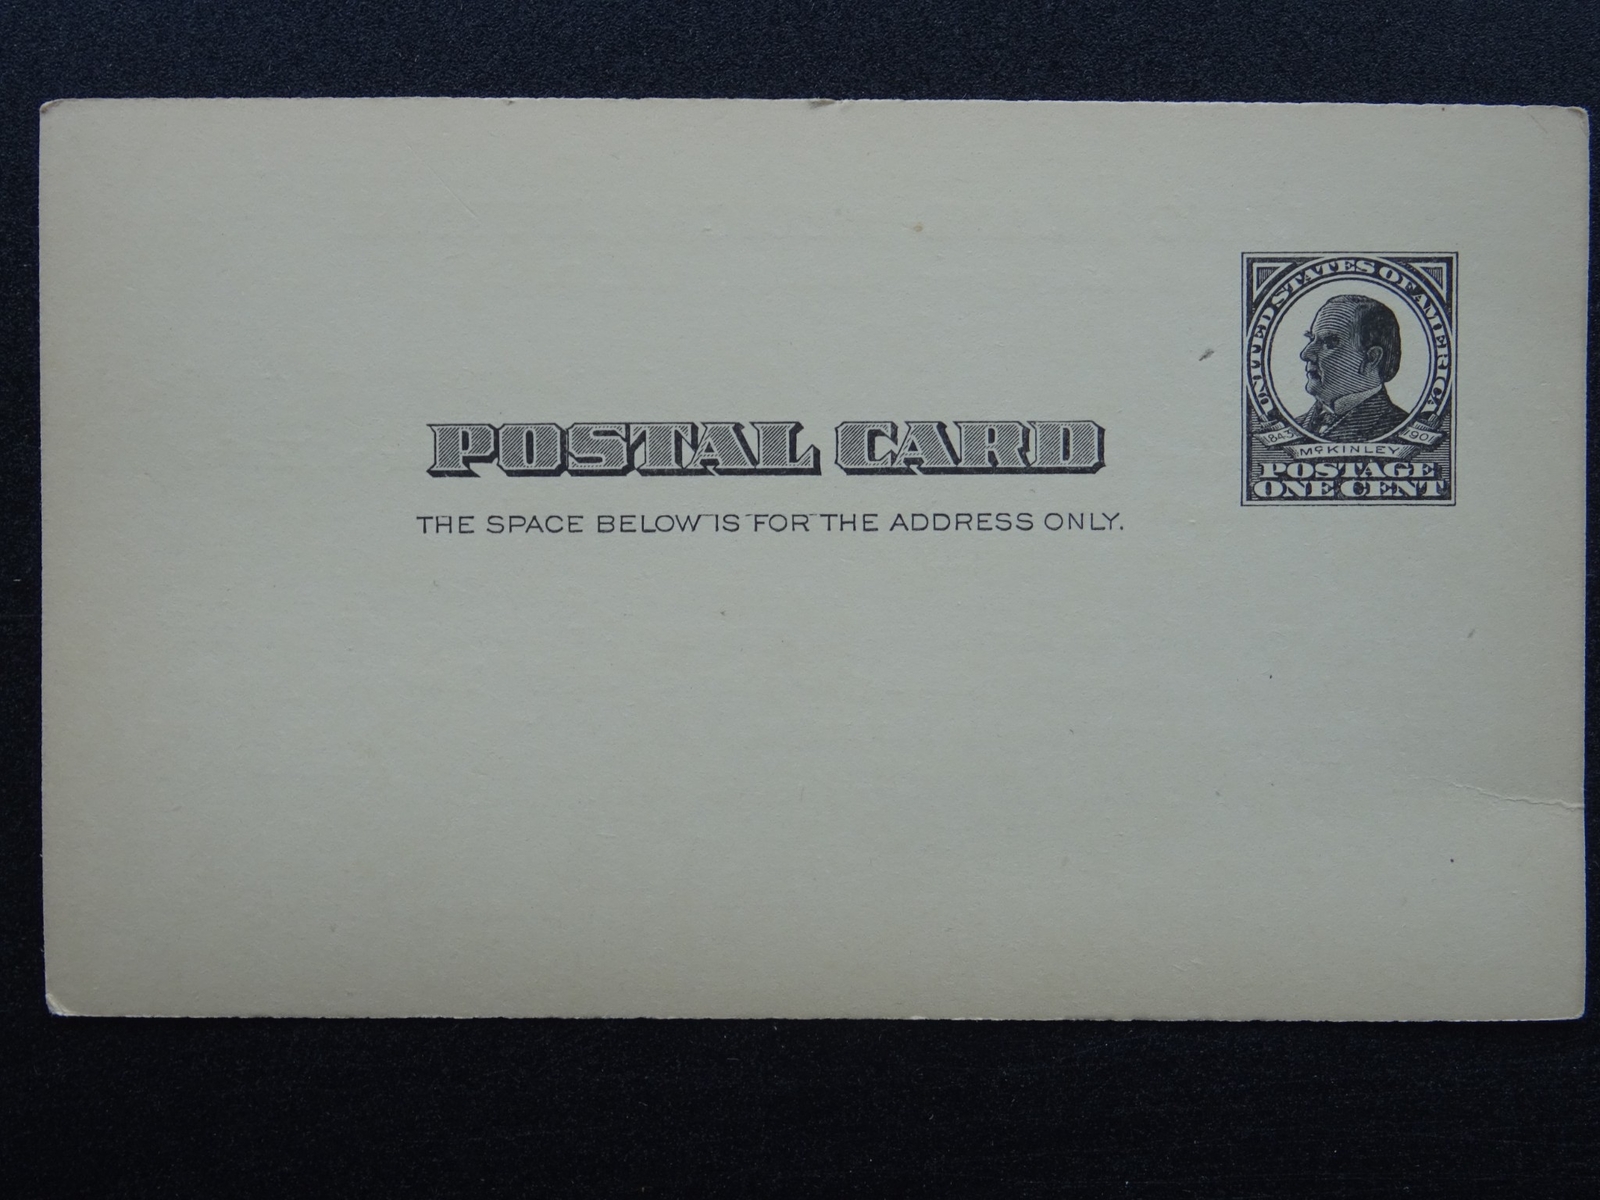 UNITED STATES OF AMERICA
1843 1901
McKINLEY
POSTAGE
ONE CENT
POSTAL CARD
THE SPACE BELOW IS FOR THE ADDRESS ONLY.